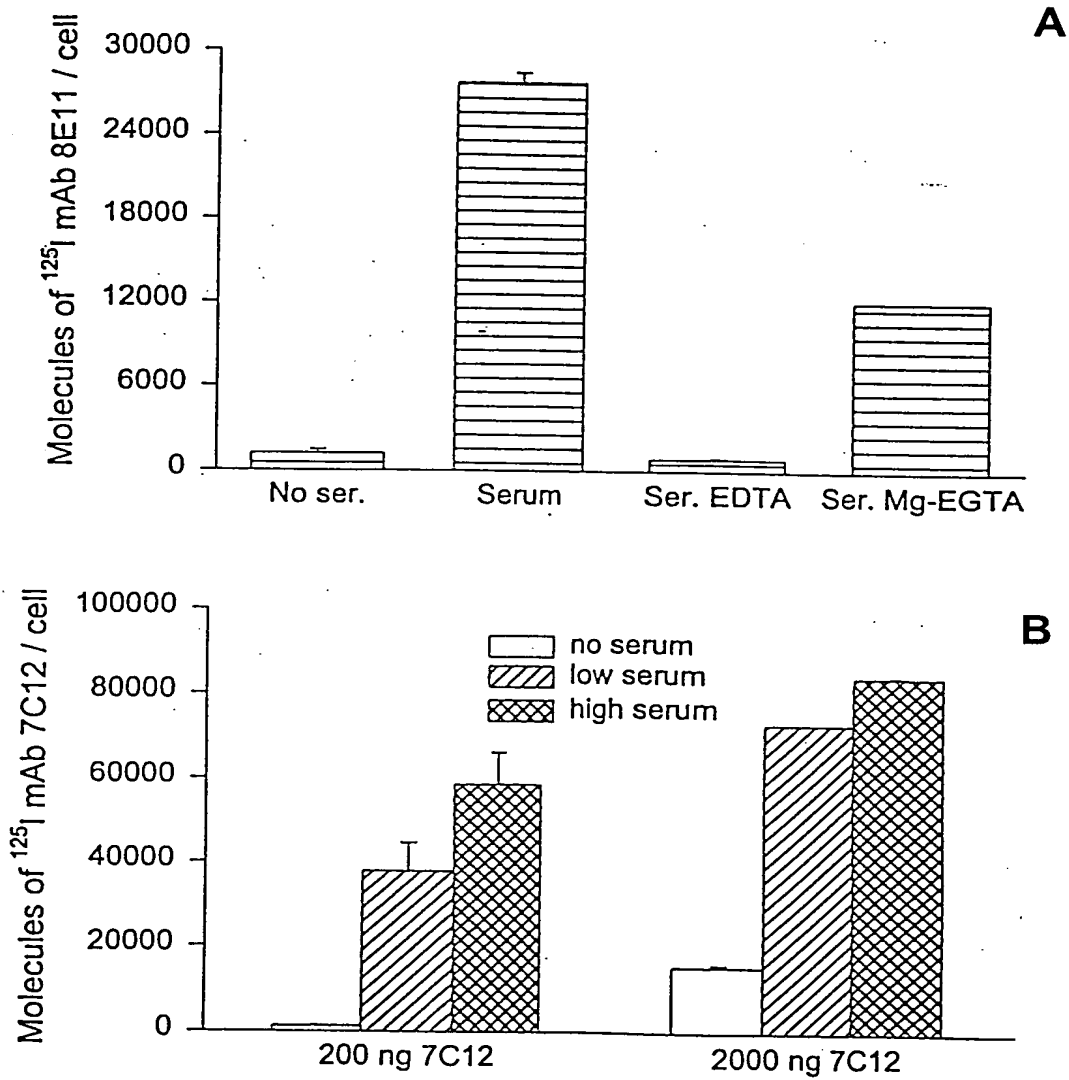 A
Molecules of ¹²⁵I mAb 8E11 / cell
30000
24000
18000
12000
6000
0
No ser.
Serum
Ser. EDTA
Ser. Mg-EGTA
B
Molecules of ¹²⁵I mAb 7C12 / cell
100000
80000
60000
40000
20000
0
no serum
low serum
high serum
200 ng 7C12
2000 ng 7C12